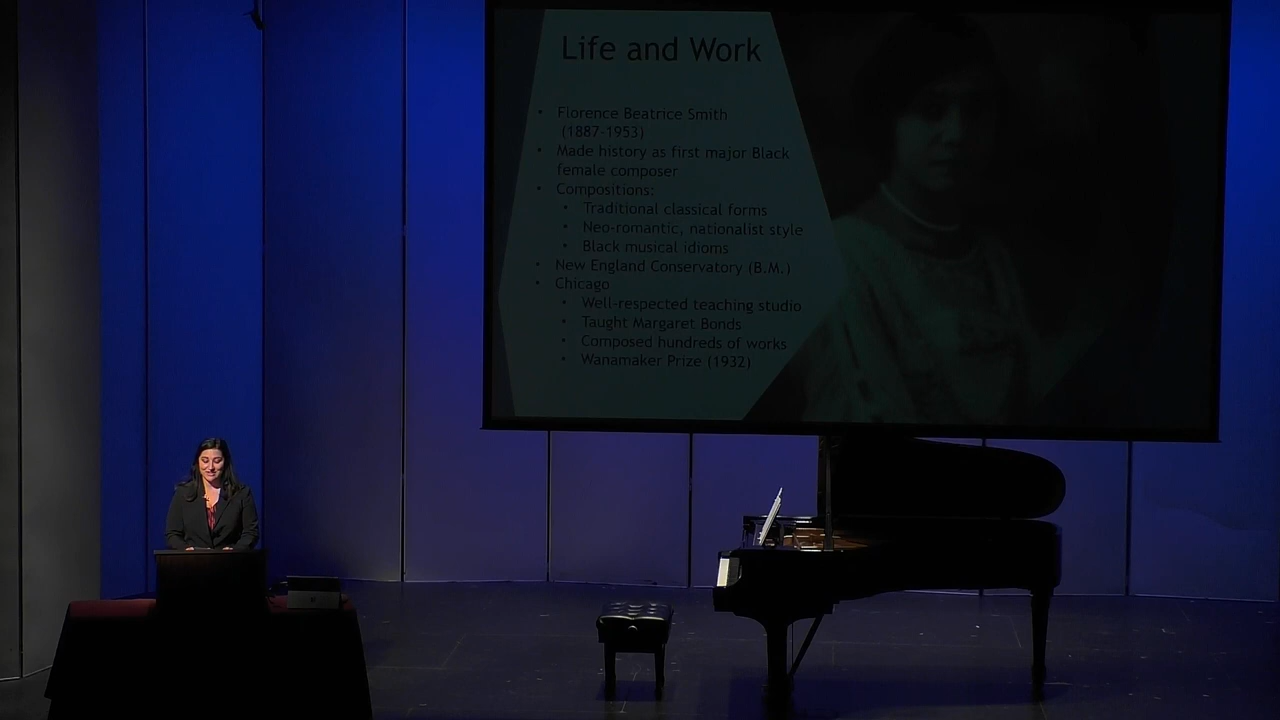 Life and Work
• Florence Beatrice Smith
(1887-1953)
• Made history as first major Black
female composer
• Compositions:
• Traditional classical forms
• Neo-romantic, nationalist style
• Black musical idioms
• New England Conservatory (B.M.)
• Chicago
• Well-respected teaching studio
• Taught Margaret Bonds
• Composed hundreds of works
• Wanamaker Prize (1932)